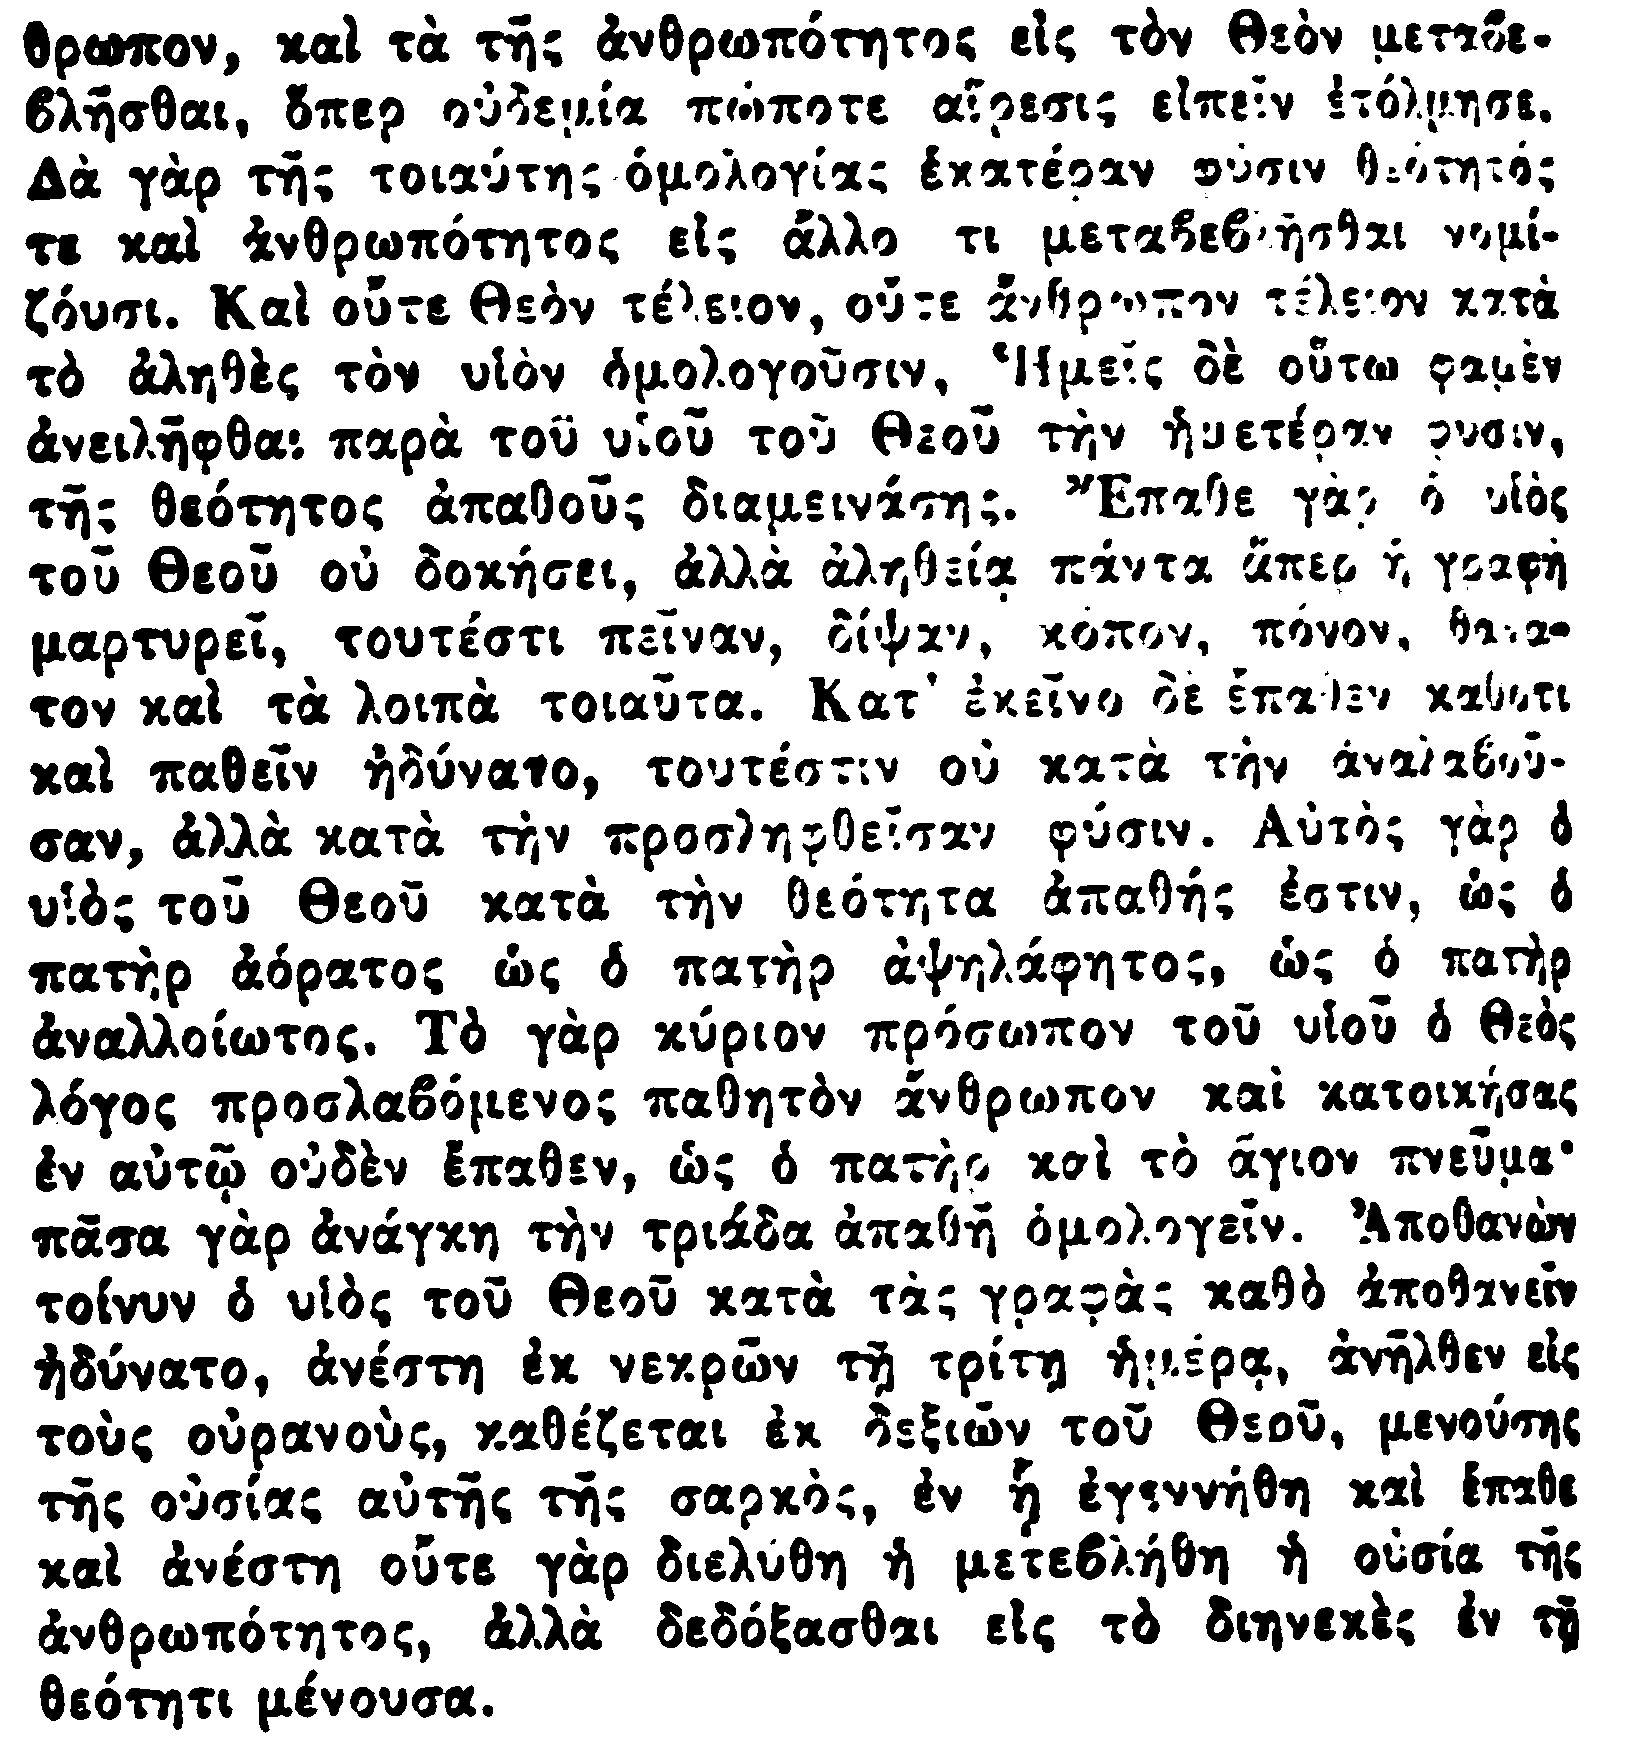 θρωπον, καὶ τὰ τῆς ἀνθρωπότητος εἰς τὸν Θεὸν μεταβε-
βλῆσθαι, ὅπερ οὐδεμία πώποτε αἵρεσις εἰπεῖν ἐτόλμησε.
Δὰ γὰρ τῆς τοιαύτης ὁμολογίας ἑκατέραν φύσιν θεότητός
τε καὶ ἀνθρωπότητος εἰς ἄλλο τι μεταβεβλῆσθαι νομί-
ζουσι. Καὶ οὔτε Θεὸν τέλειον, οὔτε ἄνθρωπον τέλειον κατὰ
τὸ ἀληθὲς τὸν υἱὸν ὁμολογοῦσιν, Ἡμεῖς δὲ οὕτω φαμὲν
ἀνειλῆφθαι παρὰ τοῦ υἱοῦ τοῦ Θεοῦ τὴν ἡμετέραν φύσιν,
τῆς θεότητος ἀπαθοῦς διαμεινάσης. Ἔπαθε γὰρ ὁ υἱὸς
τοῦ Θεοῦ οὐ δοκήσει, ἀλλὰ ἀληθείᾳ πάντα ἅπερ ἡ γραφὴ
μαρτυρεῖ, τουτέστι πεῖναν, δίψαν, κόπον, πόνον, θάνα-
τον καὶ τὰ λοιπὰ τοιαῦτα. Κατ' ἐκεῖνο δὲ ἔπαθεν καθότι
καὶ παθεῖν ἠδύνατο, τουτέστιν οὐ κατὰ τὴν ἀναλαβοῦ-
σαν, ἀλλὰ κατὰ τὴν προσληφθεῖσαν φύσιν. Αὐτὸς γὰρ ὁ
υἱὸς τοῦ Θεοῦ κατὰ τὴν θεότητα ἀπαθής ἐστιν, ὡς ὁ
πατὴρ ἀόρατος ὡς ὁ πατὴρ ἀψηλάφητος, ὡς ὁ πατὴρ
ἀναλλοίωτος. Τὸ γὰρ κύριον πρόσωπον τοῦ υἱοῦ ὁ Θεὸς
λόγος προσλαβόμενος παθητὸν ἄνθρωπον καὶ κατοικήσας
ἐν αὐτῷ οὐδὲν ἔπαθεν, ὡς ὁ πατὴρ καὶ τὸ ἅγιον πνεῦμα·
πᾶσα γὰρ ἀνάγκη τὴν τριάδα ἀπαθῆ ὁμολογεῖν. Ἀποθανὼν
τοίνυν ὁ υἱὸς τοῦ Θεοῦ κατὰ τὰς γραφὰς καθὸ ἀποθανεῖν
ἠδύνατο, ἀνέστη ἐκ νεκρῶν τῇ τρίτῃ ἡμέρᾳ, ἀνῆλθεν εἰς
τοὺς οὐρανοὺς, καθέζεται ἐκ δεξιῶν τοῦ Θεοῦ, μενούσης
τῆς οὐσίας αὐτῆς τῆς σαρκὸς, ἐν ᾗ ἐγεννήθη καὶ ἔπαθε
καὶ ἀνέστη οὔτε γὰρ διελύθη ἢ μετεβλήθη ἡ οὐσία τῆς
ἀνθρωπότητος, ἀλλὰ δεδόξασθαι εἰς τὸ διηνεκὲς ἐν τῇ
θεότητι μένουσα.